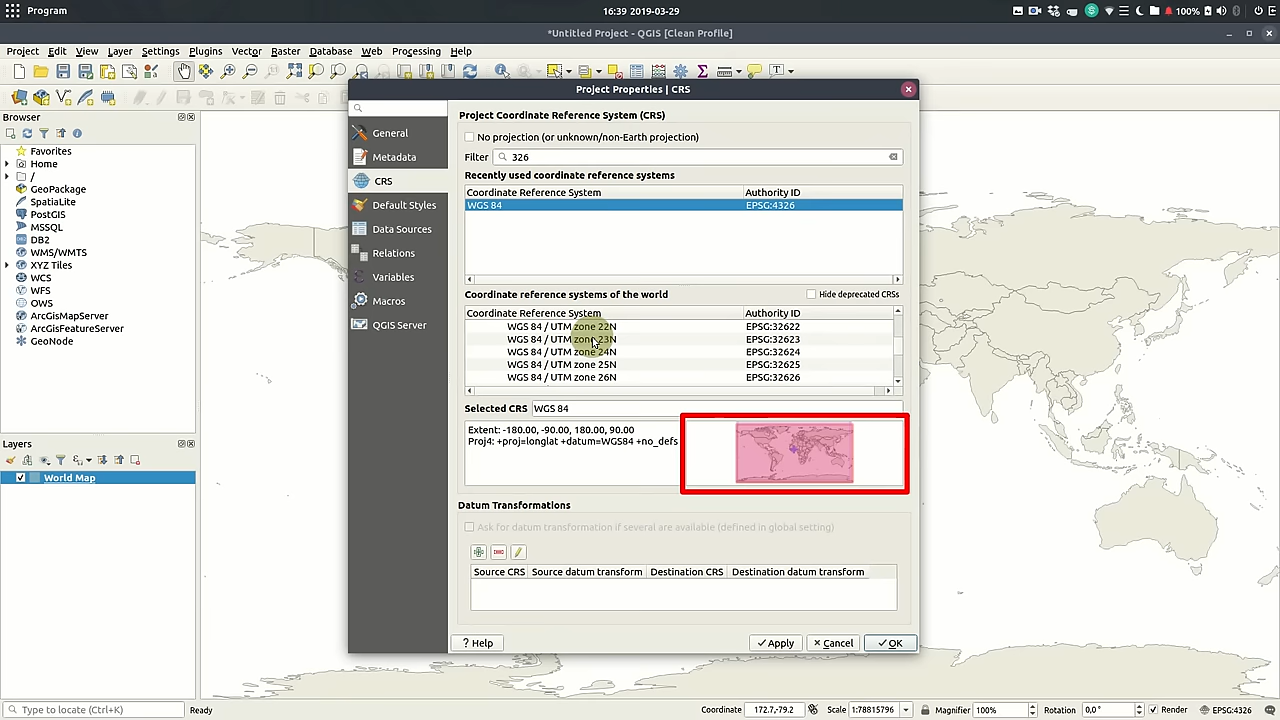 Program
16:39 2019-03-29
100%
*Untitled Project - QGIS [Clean Profile]
Project Edit View Layer Settings Plugins Vector Raster Database Web Processing Help
Browser
Favorites
Home
/
GeoPackage
SpatiaLite
PostGIS
MSSQL
DB2
WMS/WMTS
XYZ Tiles
WCS
WFS
OWS
ArcGisMapServer
ArcGisFeatureServer
GeoNode
Layers
World Map
Project Properties | CRS
General
Metadata
CRS
Default Styles
Data Sources
Relations
Variables
Macros
QGIS Server
Project Coordinate Reference System (CRS)
No projection (or unknown/non-Earth projection)
Filter 326
Recently used coordinate reference systems
Coordinate Reference System Authority ID
WGS 84 EPSG:4326
Coordinate reference systems of the world Hide deprecated CRSs
Coordinate Reference System Authority ID
WGS 84 / UTM zone 22N EPSG:32622
WGS 84 / UTM zone 23N EPSG:32623
WGS 84 / UTM zone 24N EPSG:32624
WGS 84 / UTM zone 25N EPSG:32625
WGS 84 / UTM zone 26N EPSG:32626
Selected CRS WGS 84
Extent: -180.00, -90.00, 180.00, 90.00
Proj4: +proj=longlat +datum=WGS84 +no_defs
Datum Transformations
Ask for datum transformation if several are available (defined in global setting)
Source CRS Source datum transform Destination CRS Destination datum transform
? Help Apply Cancel OK
Type to locate (Ctrl+K) Ready Coordinate 172.7,-79.2 Scale 1:78815796 Magnifier 100% Rotation 0,0 ° Render EPSG:4326